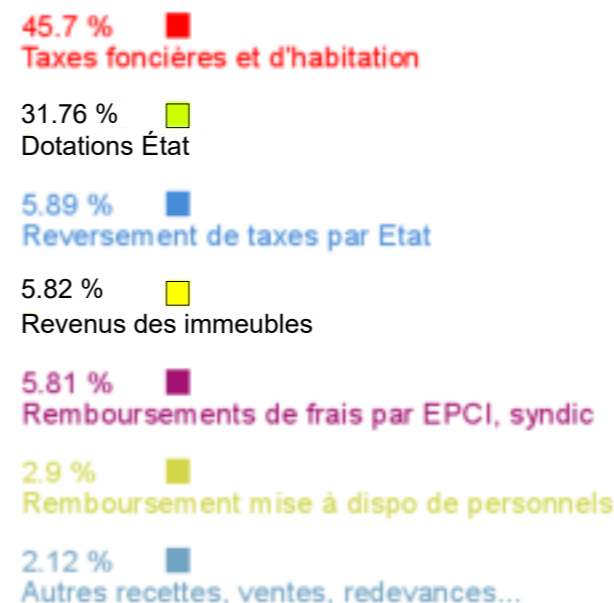 45.7 %
Taxes foncières et d'habitation
31.76 %
Dotations État
5.89 %
Reversement de taxes par Etat
5.82 %
Revenus des immeubles
5.81 %
Remboursements de frais par EPCI, syndic
2.9 %
Remboursement mise à dispo de personnels
2.12 %
Autres recettes, ventes, redevances...